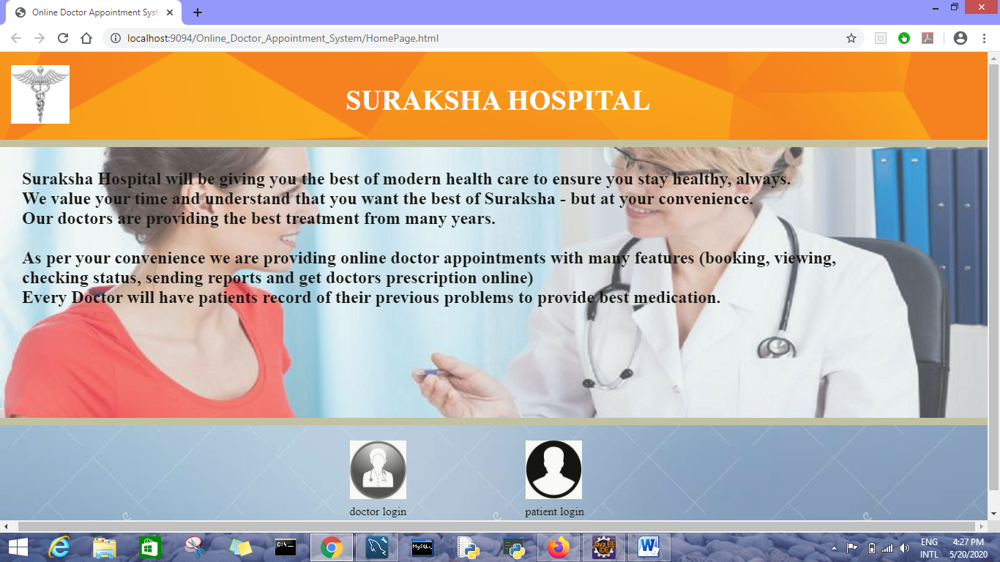 Online Doctor Appointment Syst
localhost:9094/Online_Doctor_Appointment_System/HomePage.html
SURAKSHA HOSPITAL
Suraksha Hospital will be giving you the best of modern health care to ensure you stay healthy, always.
We value your time and understand that you want the best of Suraksha - but at your convenience.
Our doctors are providing the best treatment from many years.
As per your convenience we are providing online doctor appointments with many features (booking, viewing,
checking status, sending reports and get doctors prescription online)
Every Doctor will have patients record of their previous problems to provide best medication.
doctor login
patient login
C:\_
MySQL
Java EE
IDE
ENG
INTL
4:27 PM
5/20/2020